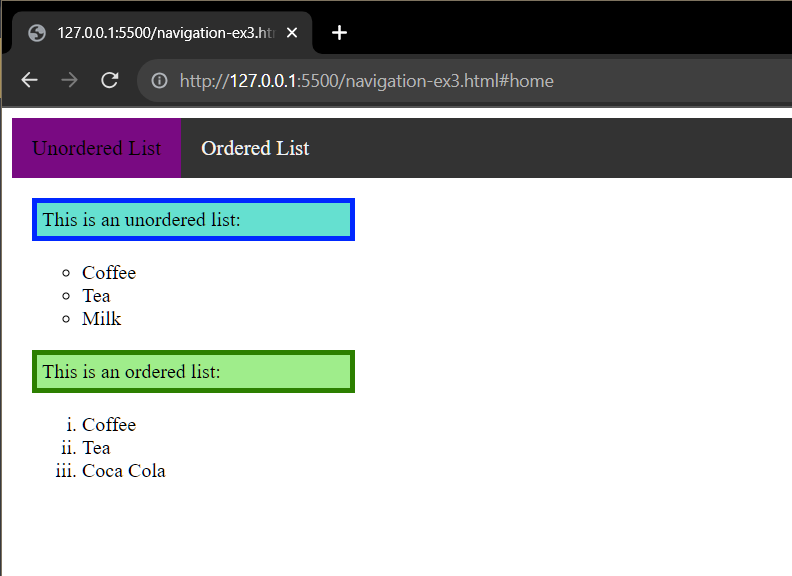 127.0.0.1:5500/navigation-ex3.ht
http://127.0.0.1:5500/navigation-ex3.html#home
Unordered List Ordered List
This is an unordered list:
Coffee
Tea
Milk
This is an ordered list:
i. Coffee
ii. Tea
iii. Coca Cola